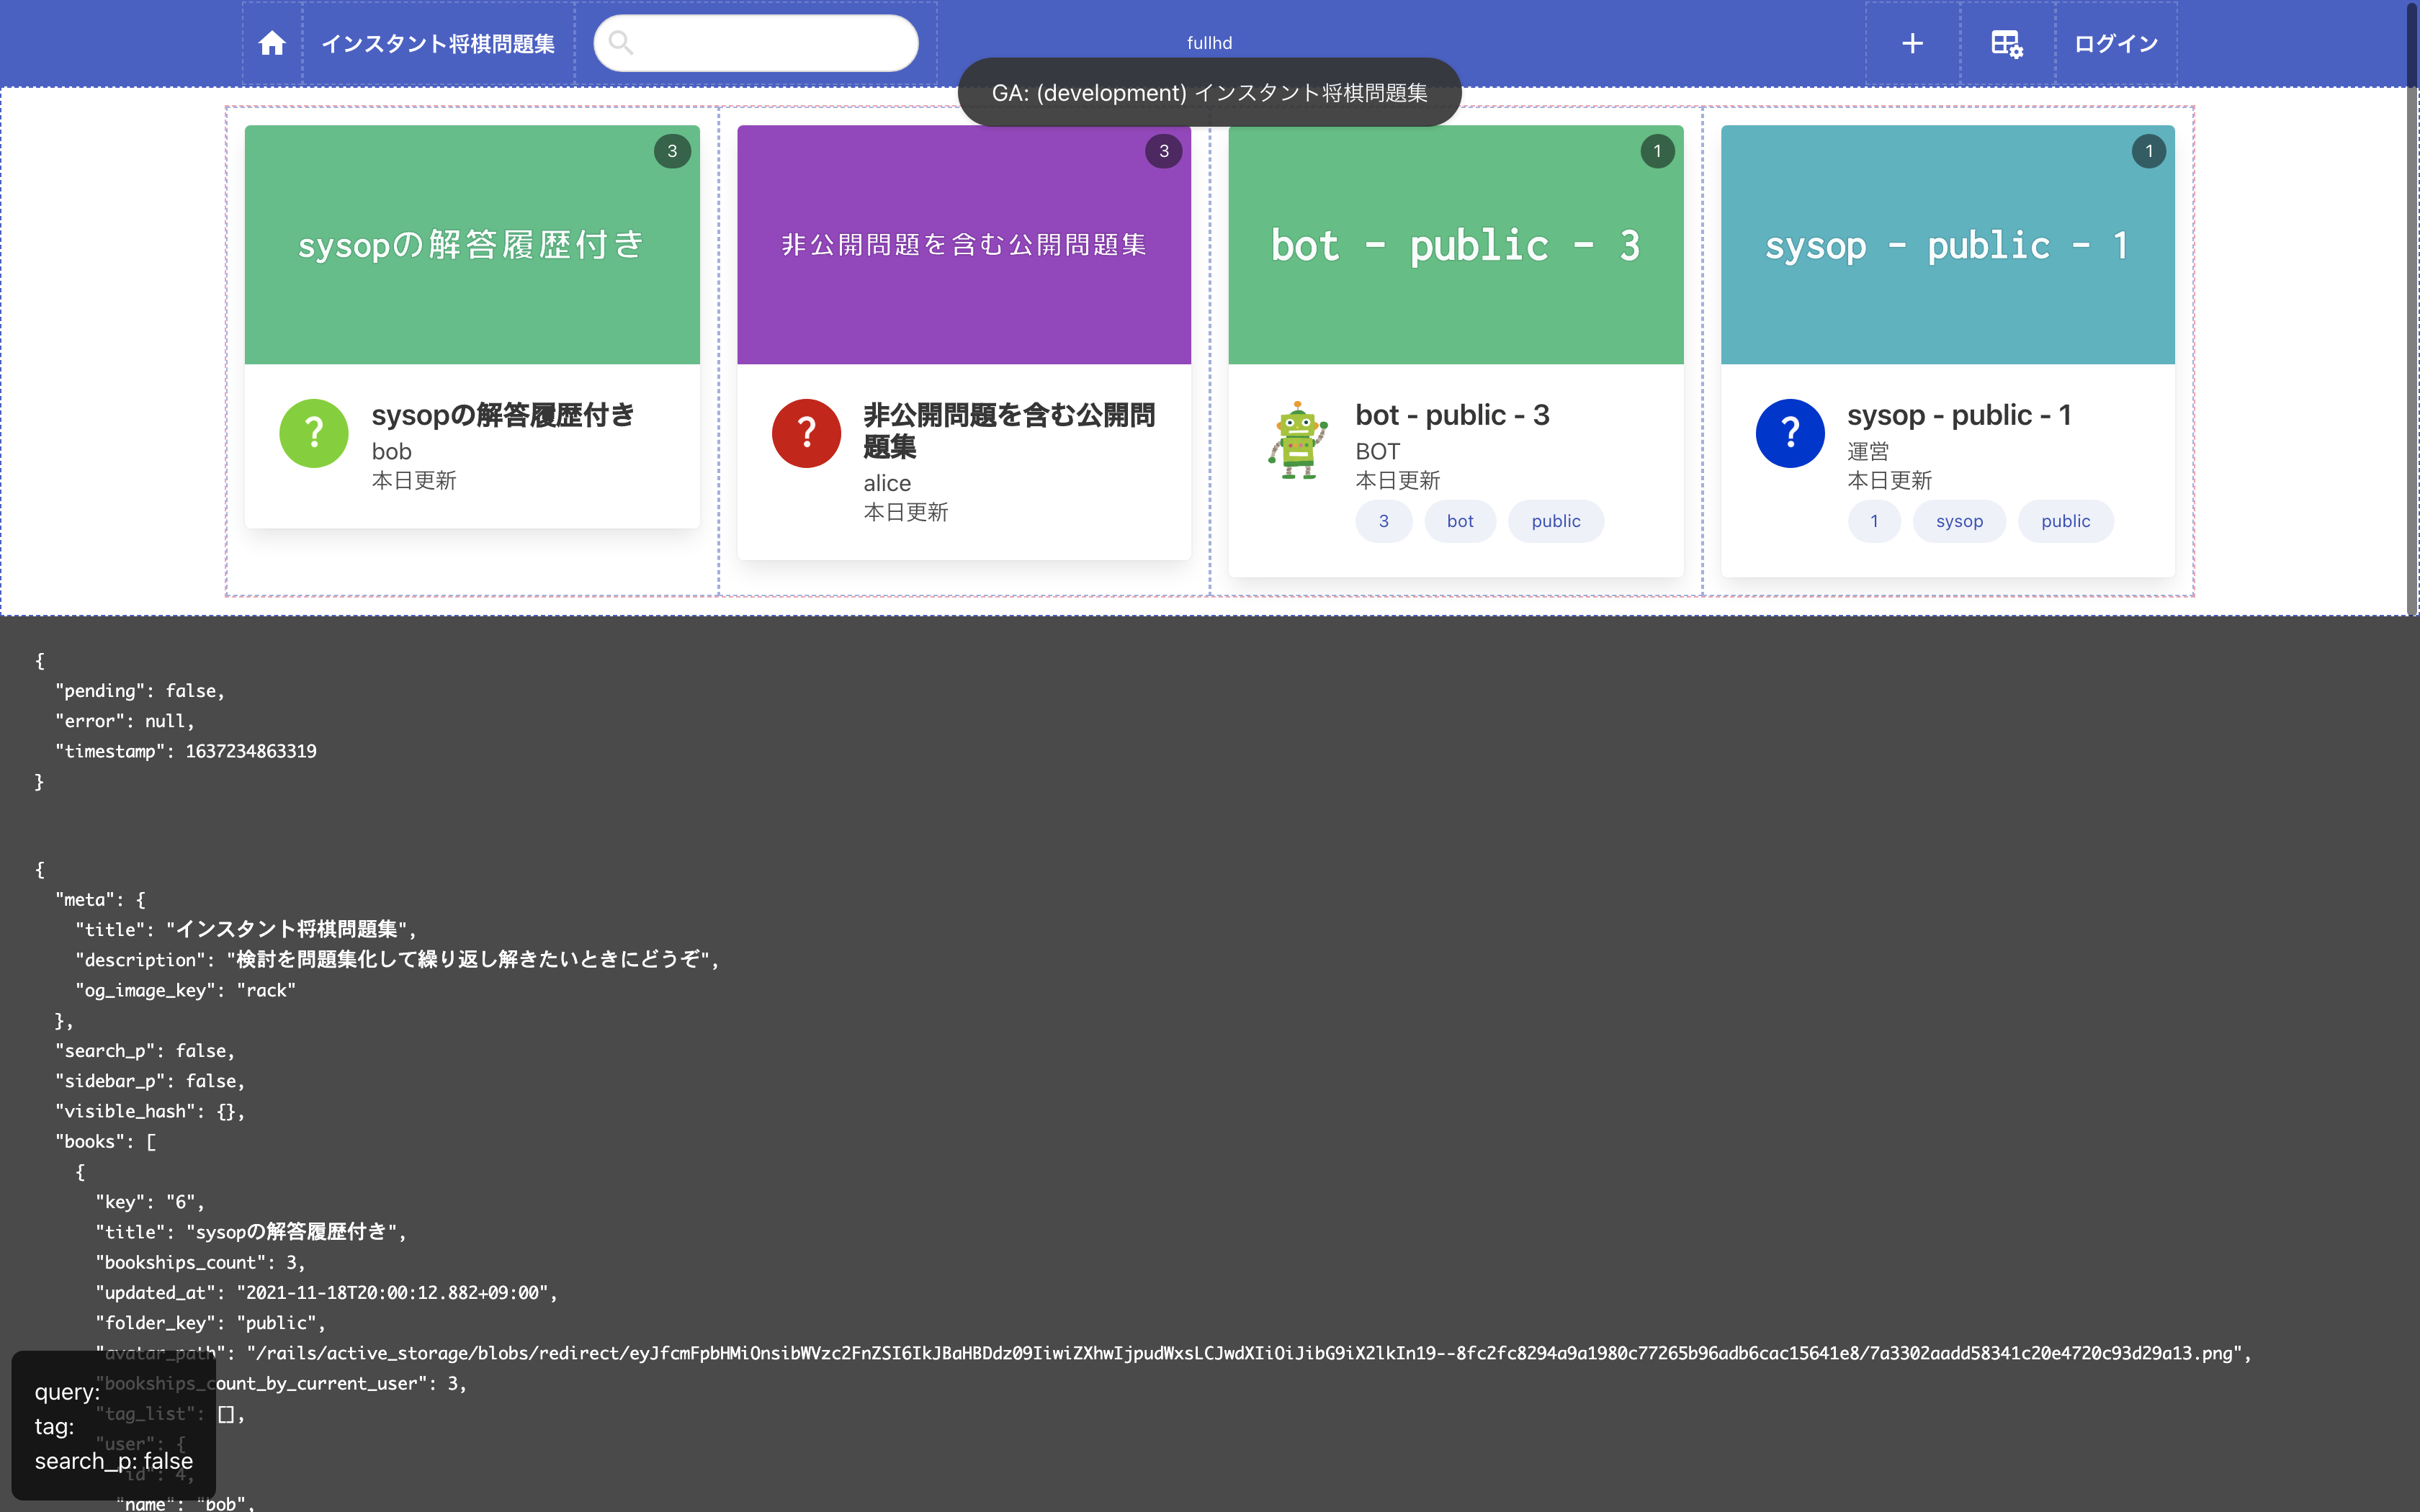 インスタント将棋問題集
fullhd
+
ログイン
GA: (development) インスタント将棋問題集
3
sysopの解答履歴付き
?
sysopの解答履歴付き
bob
本日更新
3
非公開問題を含む公開問題集
?
非公開問題を含む公開問
題集
alice
本日更新
1
bot - public - 3
bot - public - 3
BOT
本日更新
3 bot public
1
sysop - public - 1
?
sysop - public - 1
運営
本日更新
1 sysop public
{
"pending": false,
"error": null,
"timestamp": 1637234863319
}
{
"meta": {
"title": "インスタント将棋問題集",
"description": "検討を問題集化して繰り返し解きたいときにどうぞ",
"og_image_key": "rack"
},
"search_p": false,
"sidebar_p": false,
"visible_hash": {},
"books": [
{
"key": "6",
"title": "sysopの解答履歴付き",
"bookships_count": 3,
"updated_at": "2021-11-18T20:00:12.882+09:00",
"folder_key": "public",
"avatar_path": "/rails/active_storage/blobs/redirect/eyJfcmFpbHMiOnsibWVzc2FnZSI6IkJBaHBDdz09IiwiZXhwIjpudWxsLCJwdXIiOiJibG9iX2lkIn19--8fc2fc8294a9a1980c77265b96adb6cac15641e8/7a3302aadd58341c20e4720c93d29a13.png",
"bookships_count_by_current_user": 3,
"tag_list": [],
"user": {
"id": 4,
"name": "bob",
query:
tag:
search_p: false